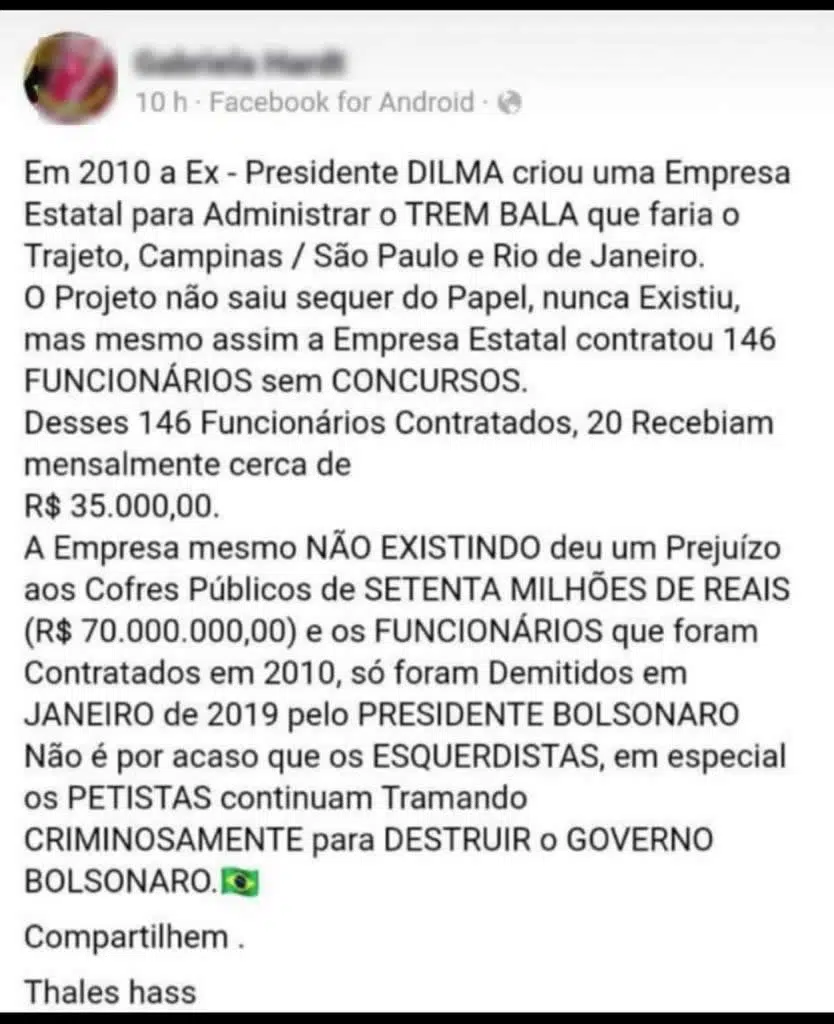 10 h · Facebook for Android ·
Em 2010 a Ex - Presidente DILMA criou uma Empresa
Estatal para Administrar o TREM BALA que faria o
Trajeto, Campinas / São Paulo e Rio de Janeiro.
O Projeto não saiu sequer do Papel, nunca Existiu,
mas mesmo assim a Empresa Estatal contratou 146
FUNCIONÁRIOS sem CONCURSOS.
Desses 146 Funcionários Contratados, 20 Recebiam
mensalmente cerca de
R$ 35.000,00.
A Empresa mesmo NÃO EXISTINDO deu um Prejuízo
aos Cofres Públicos de SETENTA MILHÕES DE REAIS
(R$ 70.000.000,00) e os FUNCIONÁRIOS que foram
Contratados em 2010, só foram Demitidos em
JANEIRO de 2019 pelo PRESIDENTE BOLSONARO
Não é por acaso que os ESQUERDISTAS, em especial
os PETISTAS continuam Tramando
CRIMINOSAMENTE para DESTRUIR o GOVERNO
BOLSONARO.🇧🇷
Compartilhem .
Thales hass